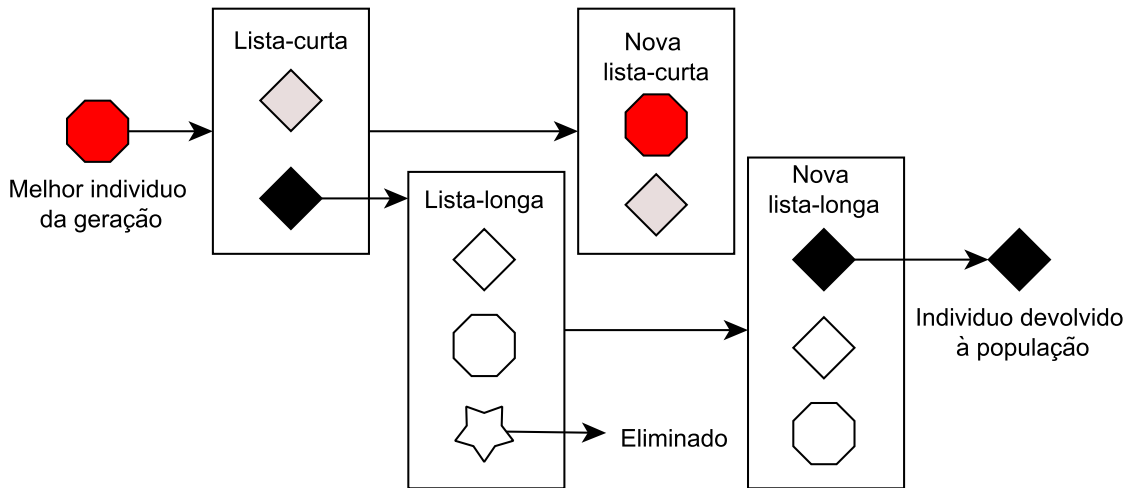 Lista-curta
Nova
lista-curta
Melhor individuo
da geração
Lista-longa
Nova
lista-longa
Individuo devolvido
à população
Eliminado